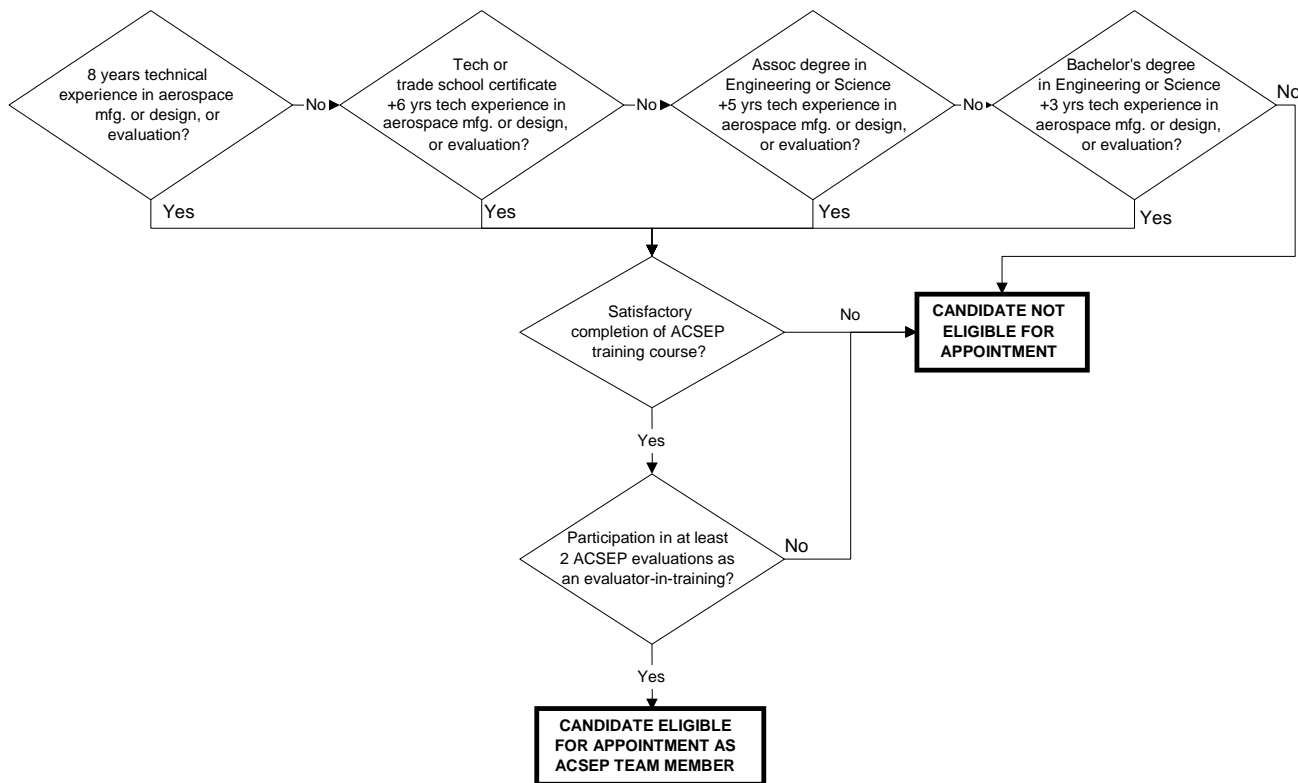 8 years technical
experience in aerospace
mfg. or design, or
evaluation?
No
Tech or
trade school certificate
+6 yrs tech experience in
aerospace mfg. or design,
or evaluation?
No
Assoc degree in
Engineering or Science
+5 yrs tech experience in
aerospace mfg. or design,
or evaluation?
No
Bachelor's degree
in Engineering or Science
+3 yrs tech experience in
aerospace mfg. or design,
or evaluation?
No
Yes
Yes
Yes
Yes
Satisfactory
completion of ACSEP
training course?
No
CANDIDATE NOT
ELIGIBLE FOR
APPOINTMENT
Yes
Participation in at least
2 ACSEP evaluations as
an evaluator-in-training?
No
Yes
CANDIDATE ELIGIBLE
FOR APPOINTMENT AS
ACSEP TEAM MEMBER